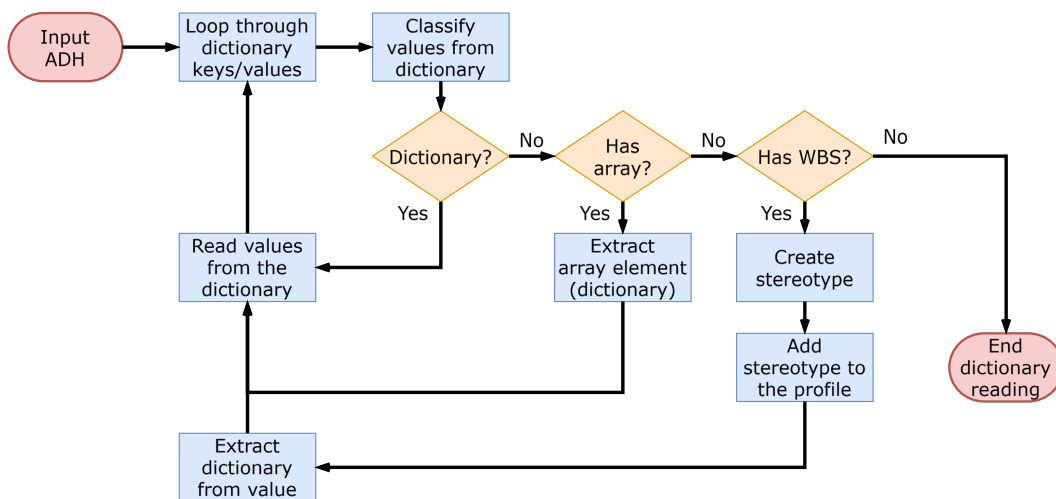 Input
ADH
Loop through
dictionary
keys/values
Classify
values from
dictionary
Dictionary?
No
Has
array?
No
Has WBS?
No
Yes
Yes
Yes
Read values
from the
dictionary
Extract
array element
(dictionary)
Create
stereotype
Add
stereotype to
the profile
End
dictionary
reading
Extract
dictionary
from value